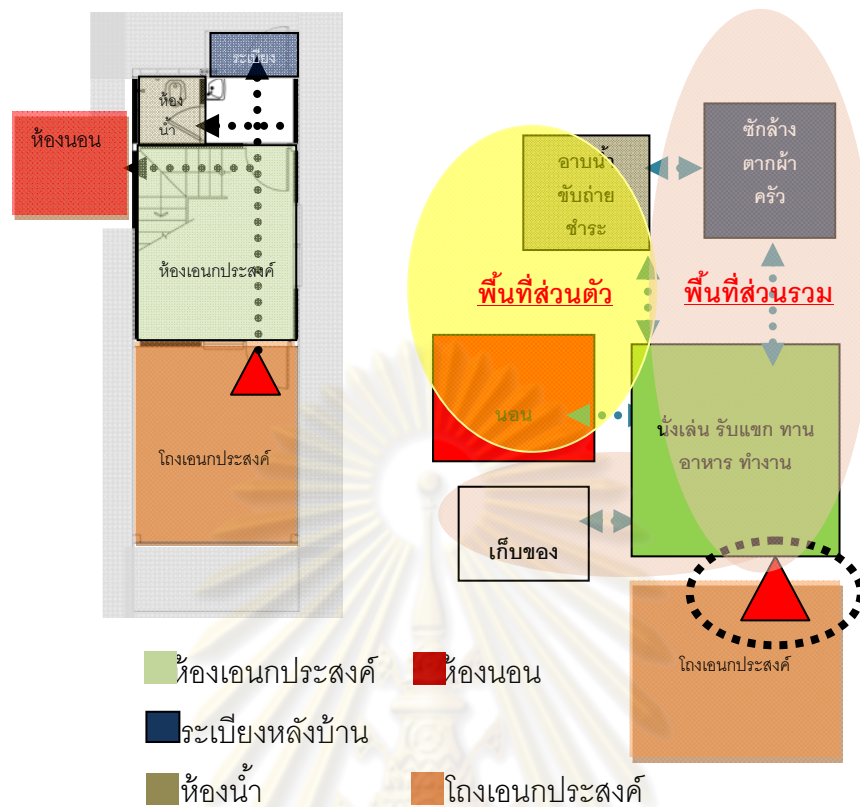 ระเบียง
ห้อง
น้ำ
ห้องนอน
ห้องเอนกประสงค์
โถงเอนกประสงค์
อาบน้ำ
ขับถ่าย
ชำระ
ซักล้าง
ตากผ้า
ครัว
พื้นที่ส่วนตัว
พื้นที่ส่วนรวม
นอน
นั่งเล่น รับแขก ทาน
อาหาร ทำงาน
เก็บของ
โถงเอนกประสงค์
ห้องเอนกประสงค์
ห้องนอน
ระเบียงหลังบ้าน
ห้องน้ำ
โถงเอนกประสงค์